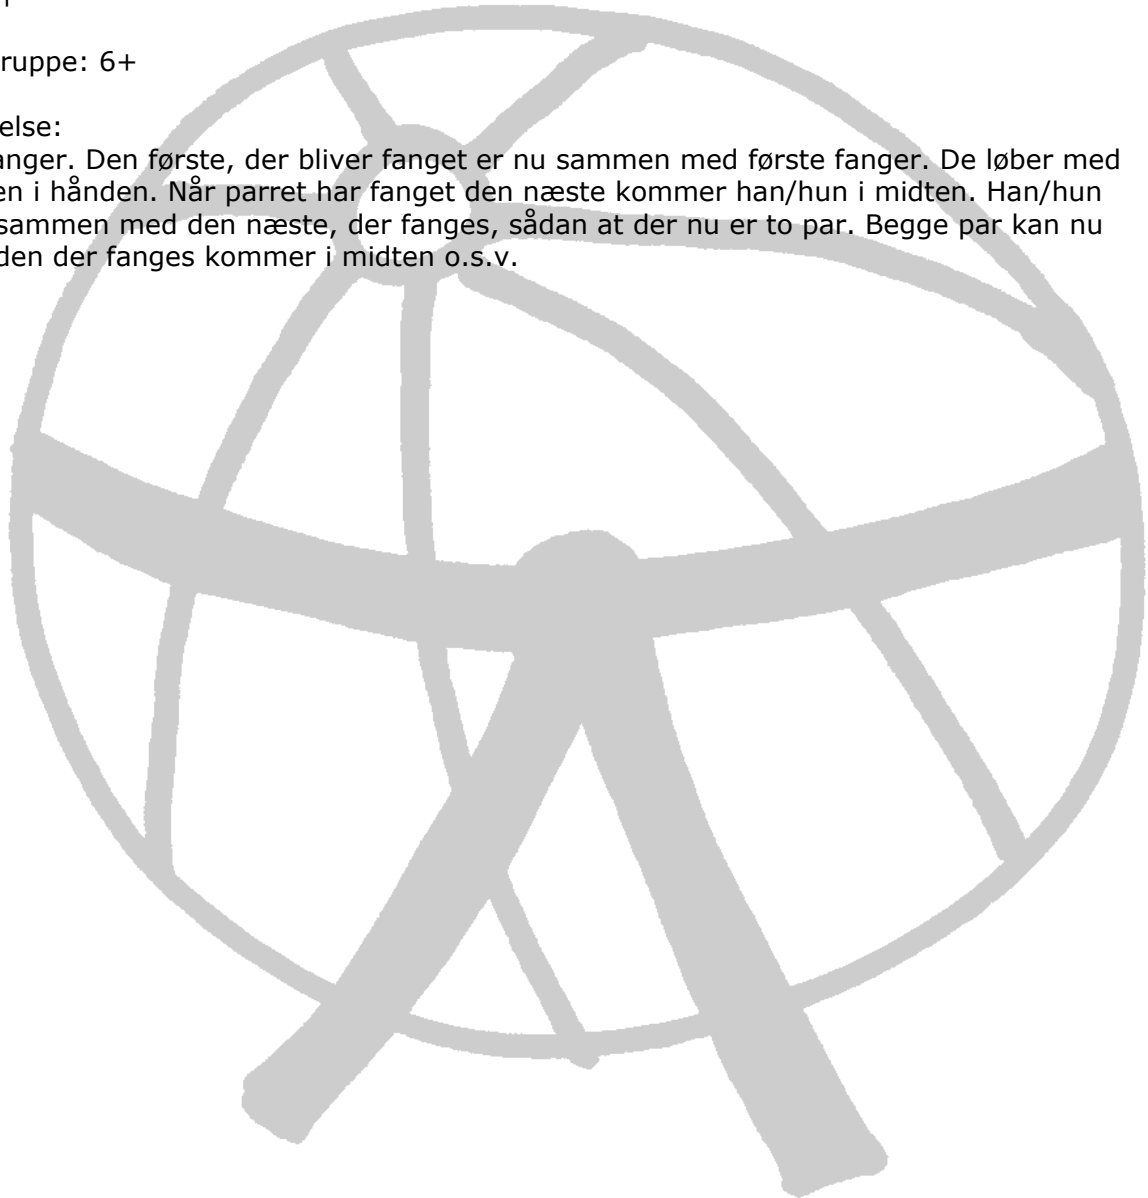 ruppe: 6+
else:
anger. Den første, der bliver fanget er nu sammen med første fanger. De løber med
en i hånden. Når parret har fanget den næste kommer han/hun i midten. Han/hun
sammen med den næste, der fanges, sådan at der nu er to par. Begge par kan nu
den der fanges kommer i midten o.s.v.